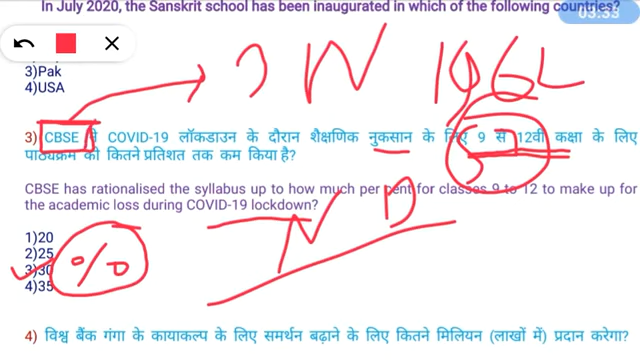 In July 2020, the Sanskrit school has been inaugurated in which of the following countries?
03:33
3)Pak
4)USA
3) CBSE ने COVID-19 लॉकडाउन के दौरान शैक्षणिक नुकसान के लिए 9 से 12वीं कक्षा के लिए
पाठ्यक्रम को कितने प्रतिशत तक कम किया है?
CBSE has rationalised the syllabus up to how much per cent for classes 9 to 12 to make up for
the academic loss during COVID-19 lockdown?
1)20
2)25
3)30
4)35
%
N D
4) विश्व बैंक गंगा के कायाकल्प के लिए समर्थन बढ़ाने के लिए कितने मिलियन (लाखों में) प्रदान करेगा?